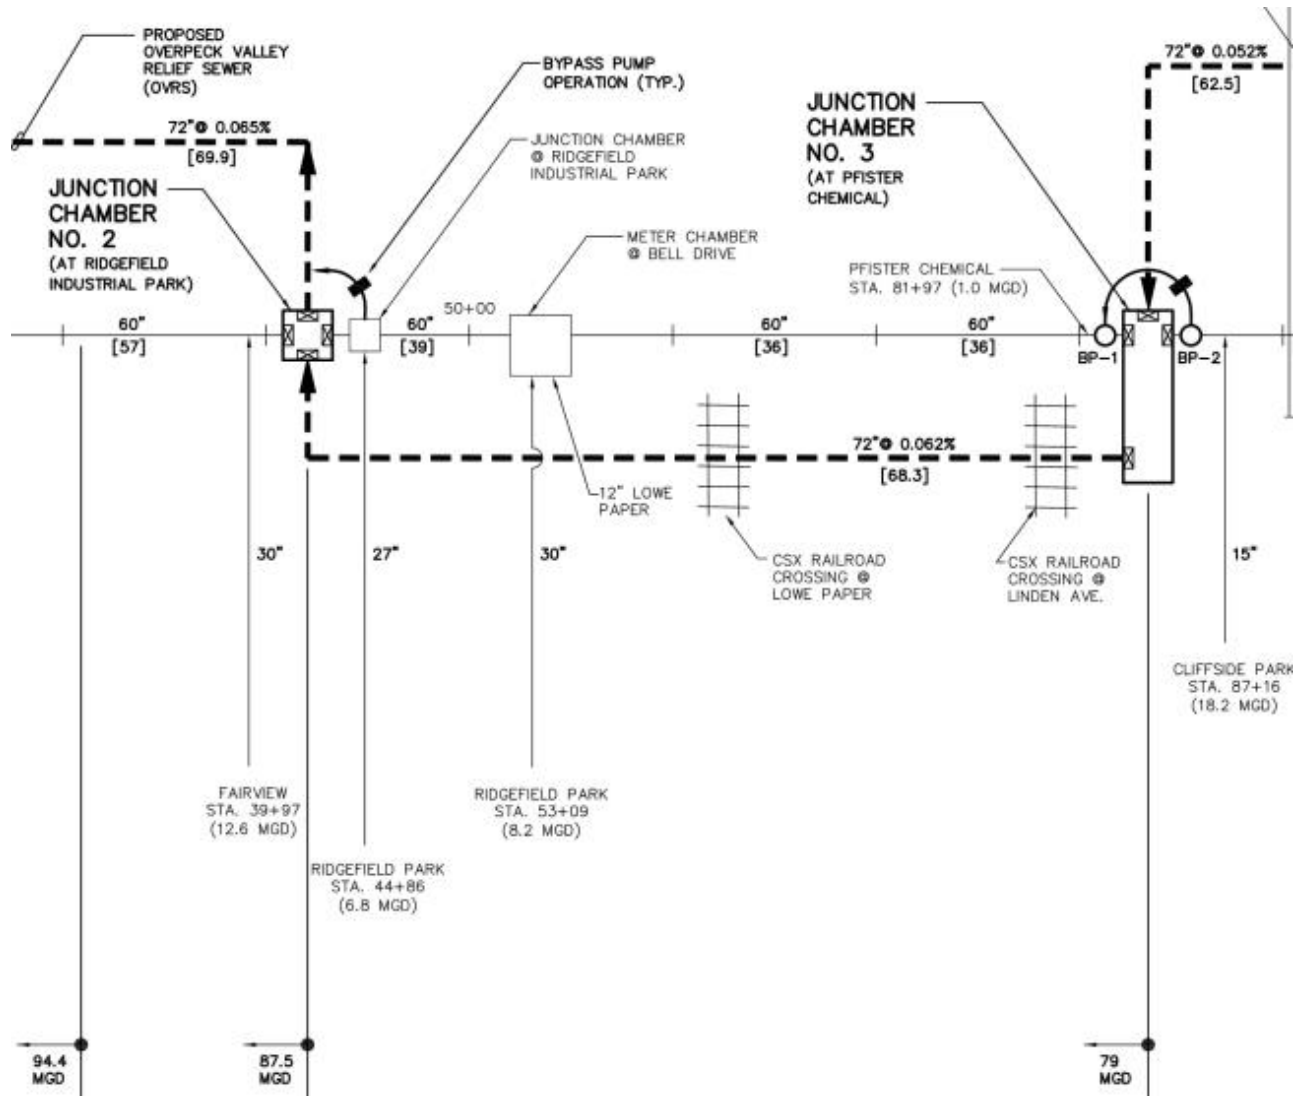 PROPOSED
OVERPECK VALLEY
RELIEF SEWER
(OVRS)
72"@ 0.065%
[69.9]
JUNCTION
CHAMBER
NO. 2
(AT RIDGEFIELD
INDUSTRIAL PARK)
BYPASS PUMP
OPERATION (TYP.)
JUNCTION CHAMBER
@ RIDGEFIELD
INDUSTRIAL PARK
METER CHAMBER
@ BELL DRIVE
JUNCTION
CHAMBER
NO. 3
(AT PFISTER
CHEMICAL)
72"@ 0.052%
[62.5]
PFISTER CHEMICAL
STA. 81+97 (1.0 MGD)
60"
[57]
60"
[39]
50+00
60"
[36]
60"
[36]
BP-1
BP-2
72"@ 0.062%
[68.3]
12" LOWE
PAPER
30"
27"
30"
CSX RAILROAD
CROSSING @
LOWE PAPER
CSX RAILROAD
CROSSING @
LINDEN AVE.
15"
CLIFFSIDE PARK
STA. 87+16
(18.2 MGD)
FAIRVIEW
STA. 39+97
(12.6 MGD)
RIDGEFIELD PARK
STA. 53+09
(8.2 MGD)
RIDGEFIELD PARK
STA. 44+86
(6.8 MGD)
94.4
MGD
87.5
MGD
79
MGD